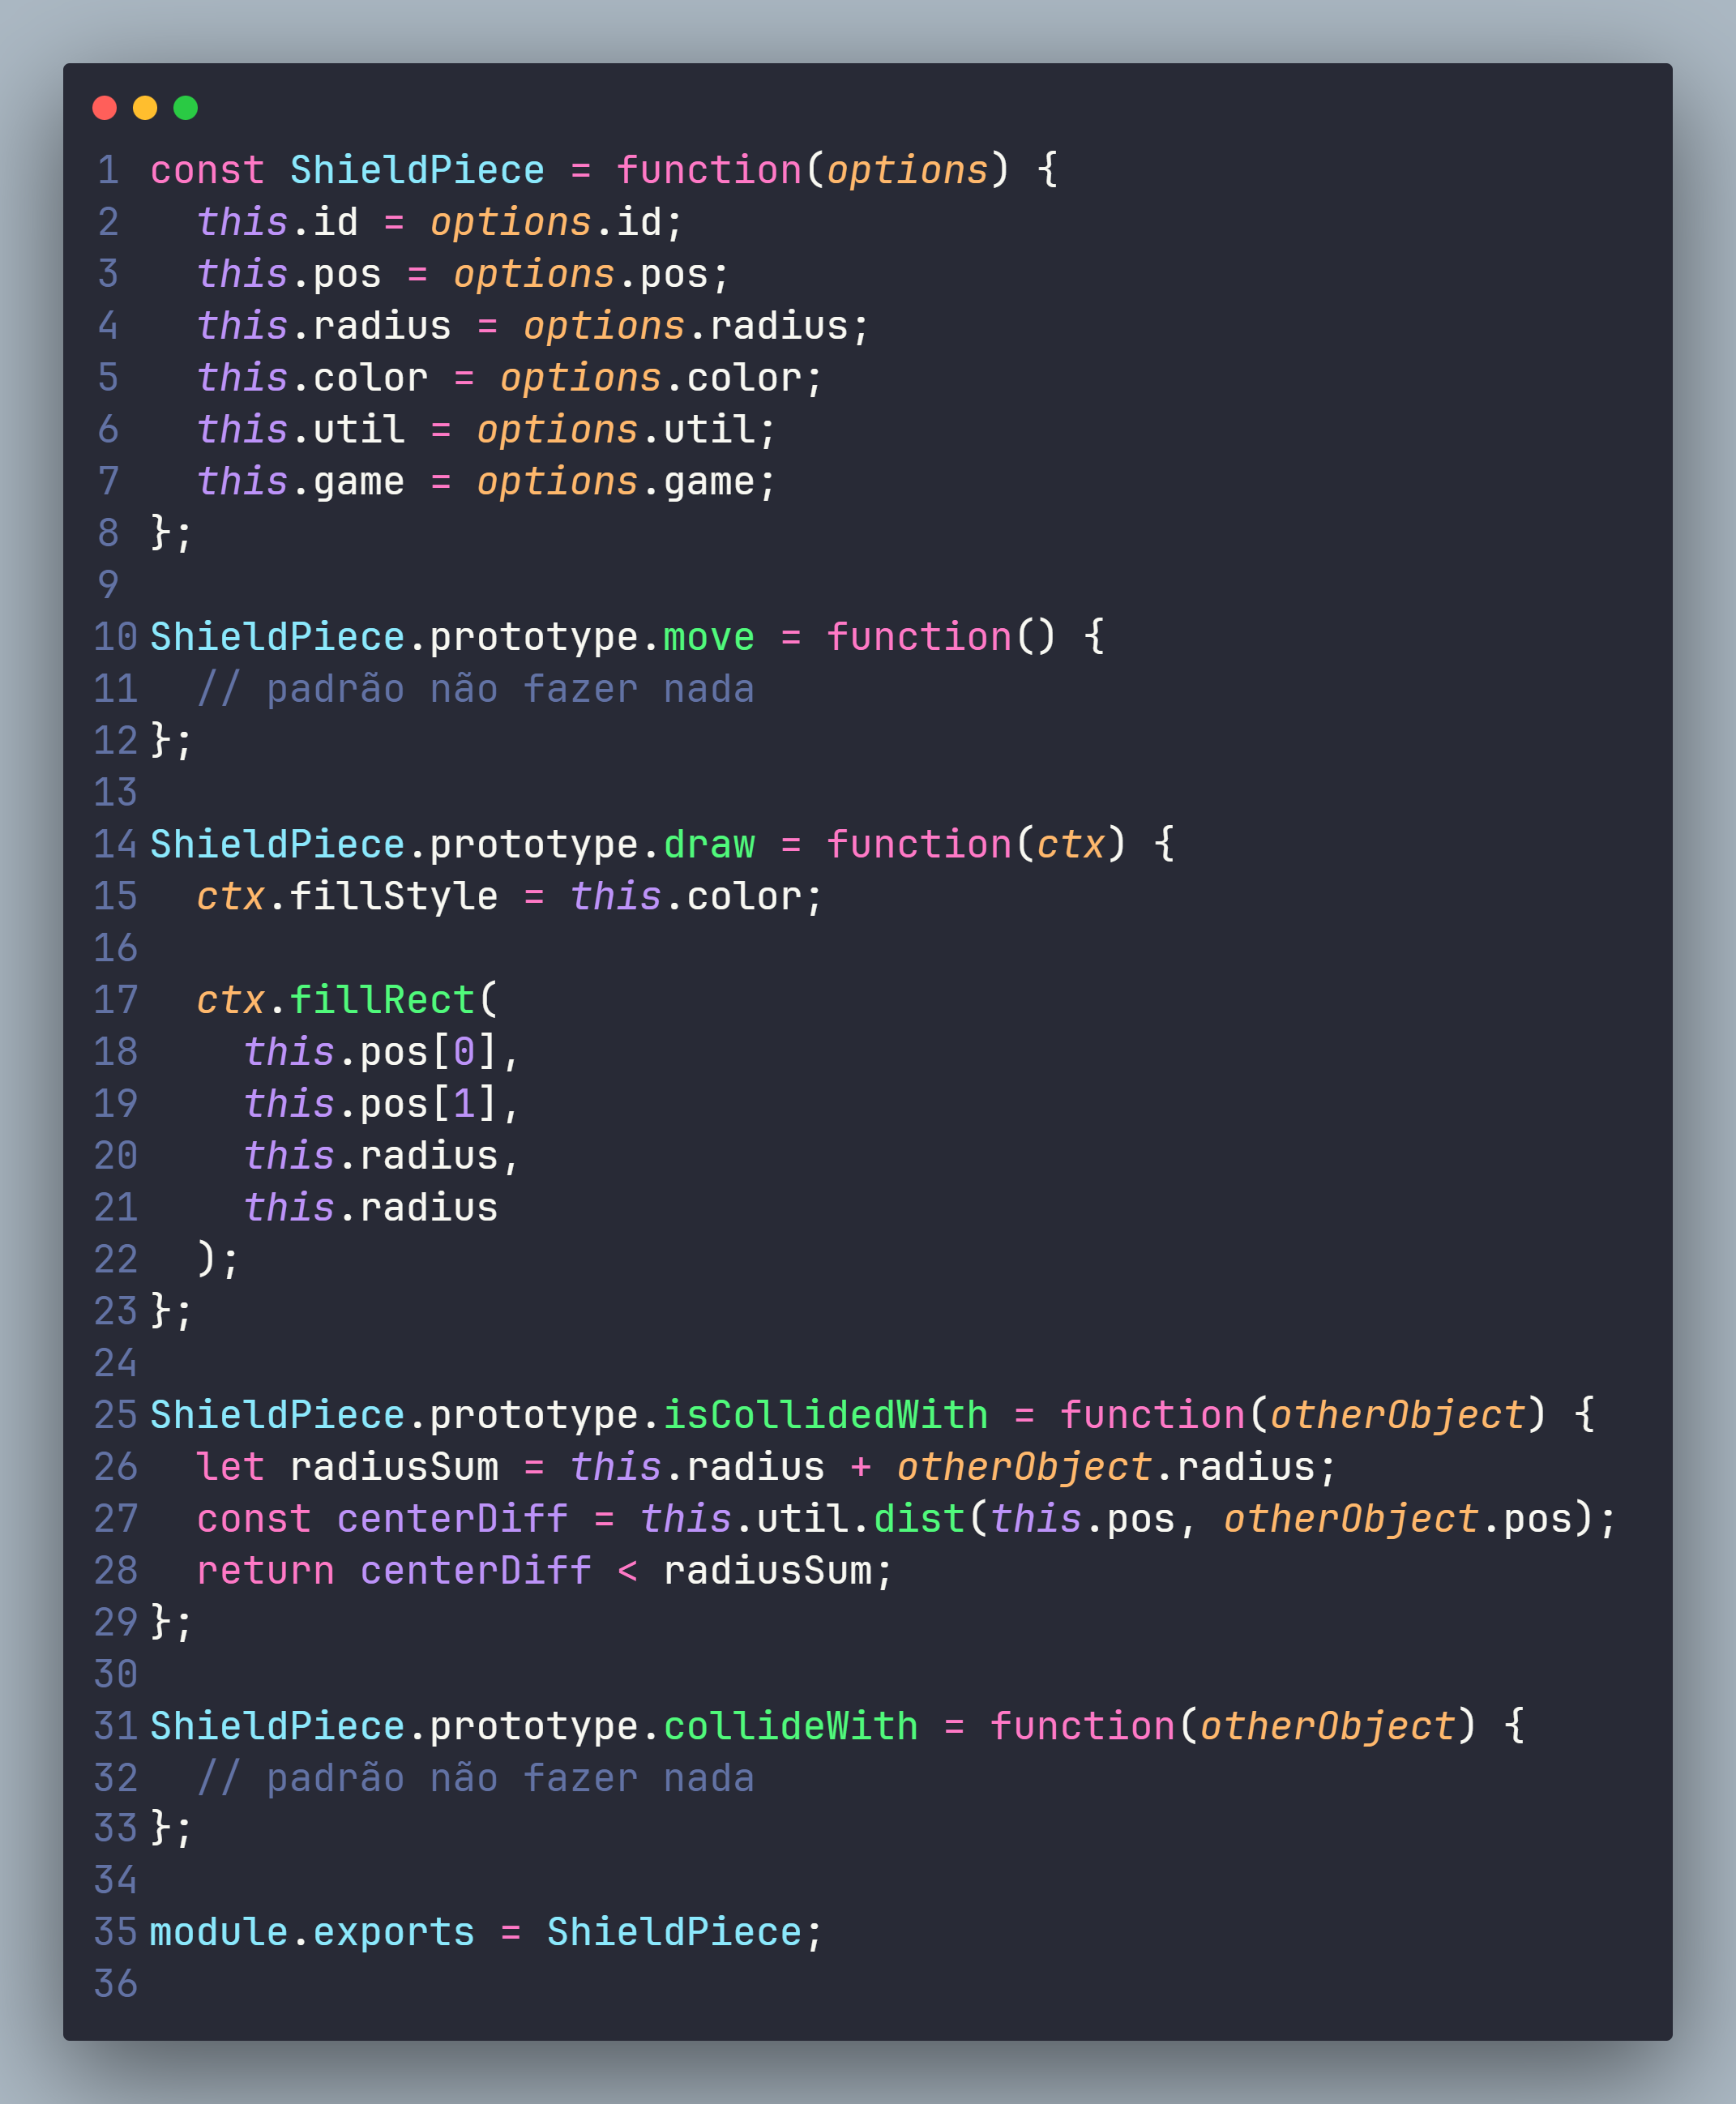 1 const ShieldPiece = function(options) {
2   this.id = options.id;
3   this.pos = options.pos;
4   this.radius = options.radius;
5   this.color = options.color;
6   this.util = options.util;
7   this.game = options.game;
8 };
9
10 ShieldPiece.prototype.move = function() {
11   // padrão não fazer nada
12 };
13
14 ShieldPiece.prototype.draw = function(ctx) {
15   ctx.fillStyle = this.color;
16
17   ctx.fillRect(
18     this.pos[0],
19     this.pos[1],
20     this.radius,
21     this.radius
22   );
23 };
24
25 ShieldPiece.prototype.isCollidedWith = function(otherObject) {
26   let radiusSum = this.radius + otherObject.radius;
27   const centerDiff = this.util.dist(this.pos, otherObject.pos);
28   return centerDiff < radiusSum;
29 };
30
31 ShieldPiece.prototype.collideWith = function(otherObject) {
32   // padrão não fazer nada
33 };
34
35 module.exports = ShieldPiece;
36